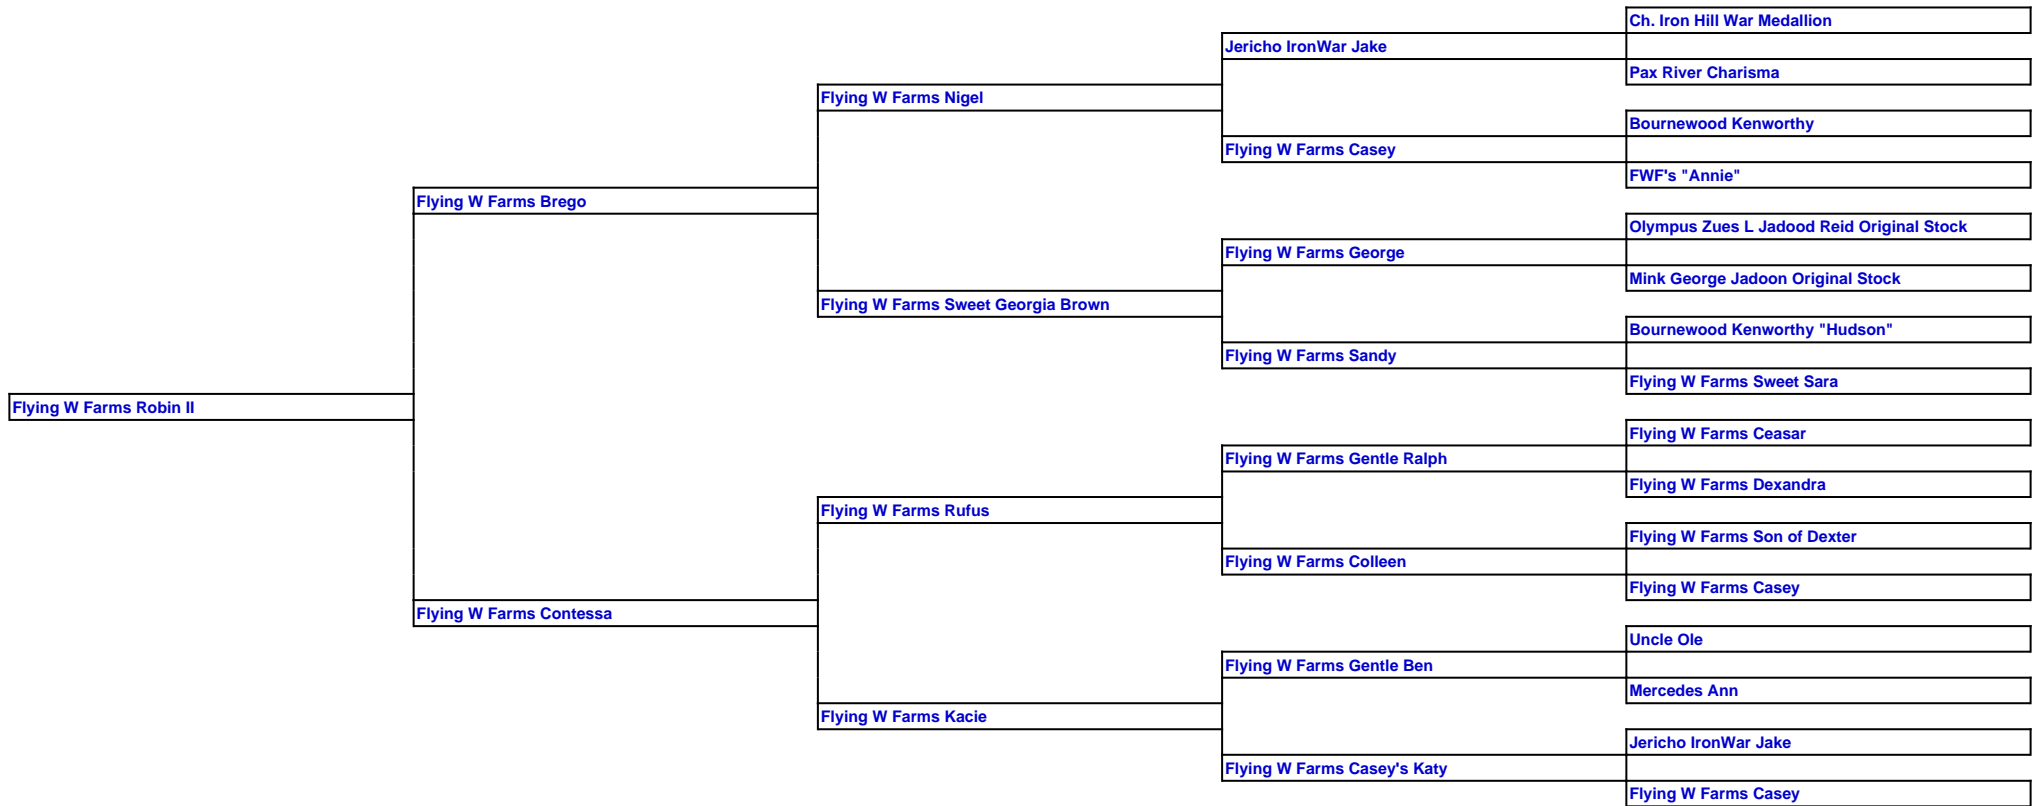 Ch. Iron Hill War Medallion
Jericho IronWar Jake
Pax River Charisma
Flying W Farms Nigel
Bournewood Kenworthy
Flying W Farms Casey
FWF's "Annie"
Flying W Farms Brego
Olympus Zues L Jadood Reid Original Stock
Flying W Farms George
Mink George Jadoon Original Stock
Flying W Farms Sweet Georgia Brown
Bournewood Kenworthy "Hudson"
Flying W Farms Sandy
Flying W Farms Sweet Sara
Flying W Farms Robin II
Flying W Farms Ceasar
Flying W Farms Gentle Ralph
Flying W Farms Dexandra
Flying W Farms Rufus
Flying W Farms Son of Dexter
Flying W Farms Colleen
Flying W Farms Casey
Flying W Farms Contessa
Uncle Ole
Flying W Farms Gentle Ben
Mercedes Ann
Flying W Farms Kacie
Jericho IronWar Jake
Flying W Farms Casey's Katy
Flying W Farms Casey